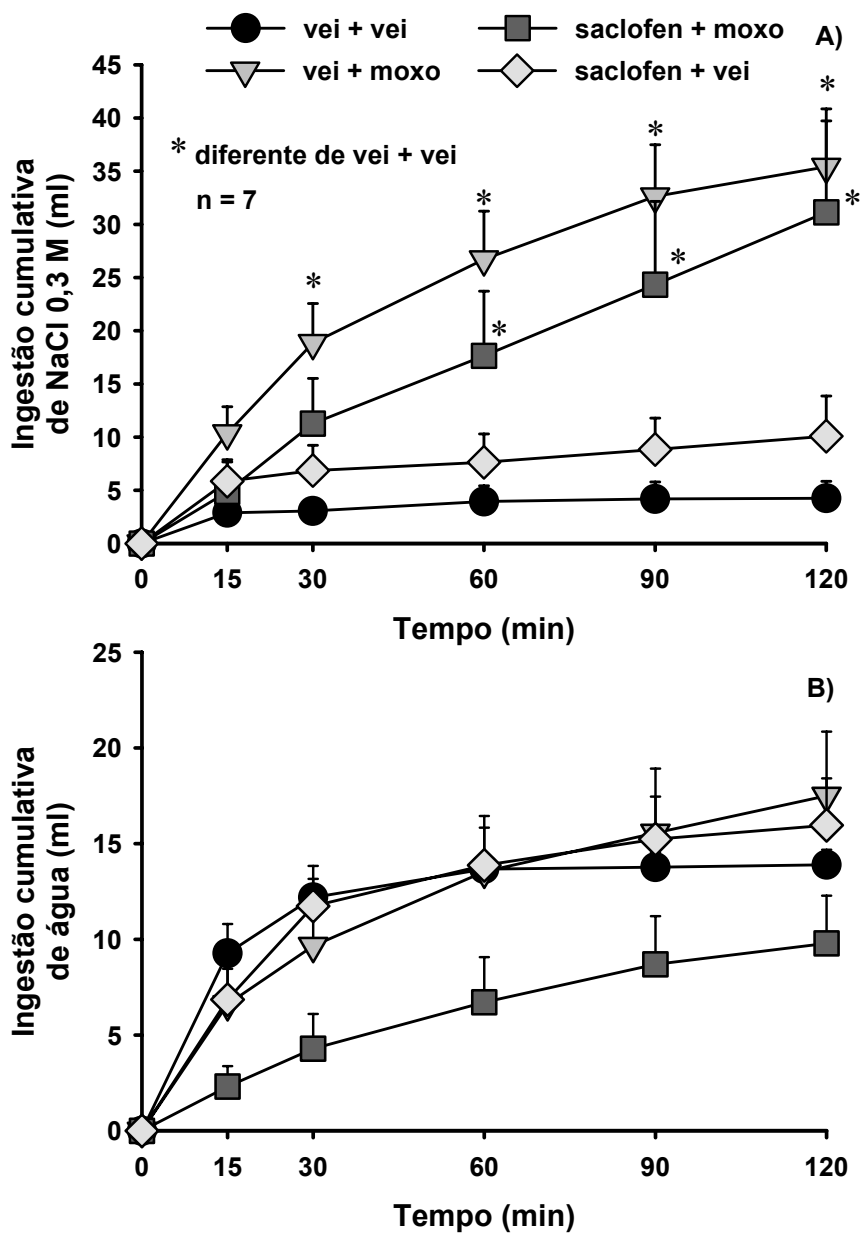 vei + vei
saclofen + moxo
A)
vei + moxo
saclofen + vei
45
40
35
30
25
20
15
10
5
0
Ingestão cumulativa
de NaCl 0,3 M (ml)
* diferente de vei + vei
n = 7
*
*
*
*
*
*
*
0
15
30
60
90
120
Tempo (min)
B)
25
20
15
10
5
0
Ingestão cumulativa
de água (ml)
0
15
30
60
90
120
Tempo (min)